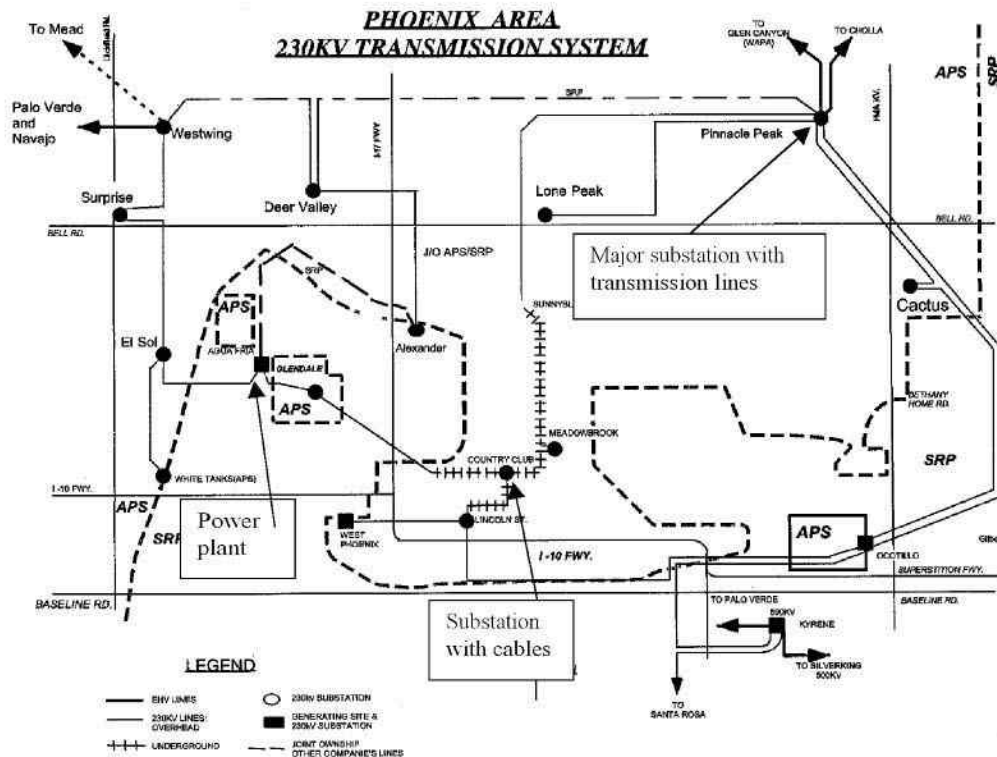 PHOENIX AREA
230KV TRANSMISSION SYSTEM
To Mead
TO
GLEN CANYON
(WAPA)
TO CHOLLA
APS
SRP
SRP
Palo Verde
and
Navajo
Westwing
I-17 FWY.
Pinnacle Peak
Surprise
Deer Valley
Lone Peak
BELL RD.
BELL RD.
J/O APS/SRP
Major substation with
transmission lines
SRP
APS
Cactus
El Sol
AGUA FRIA
GLENDALE
APS
Alexander
BETHANY
HOME RD.
MEADOWBROOK
COUNTRY CLUB
SRP
WHITE TANKS(APS)
I -10 FWY.
APS
SRP
Power
plant
WEST
PHOENIX
LINCOLN ST.
I -10 FWY.
APS
OCOTILLO
SUPERSTITION FWY.
BASELINE RD.
BASELINE RD.
Substation
with cables
TO PALO VERDE
KYRENE
TO SILVERKING
500KV
TO
SANTA ROSA
LEGEND
EHV LINES
230KV LINES:
OVERHEAD
UNDERGROUND
230kV SUBSTATION
GENERATING SITE &
230kV SUBSTATION
JOINT OWNERSHIP
OTHER COMPANIE'S LINES